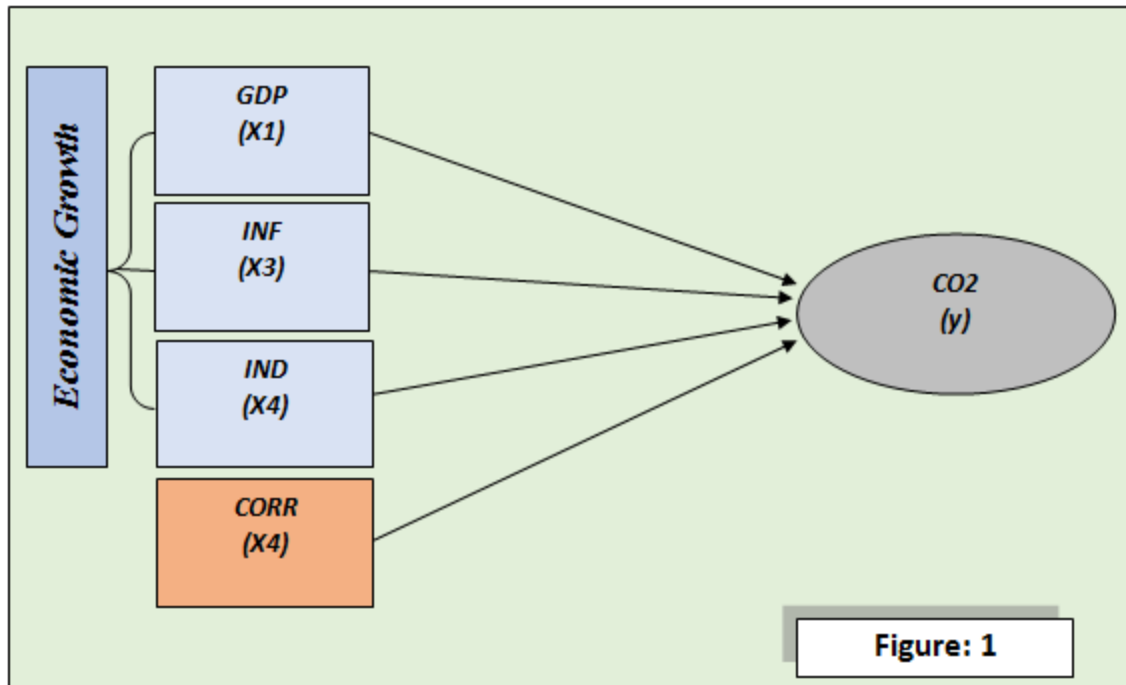 Economic Growth
GDP
(X1)
INF
(X3)
IND
(X4)
CORR
(X4)
CO2
(y)
Figure: 1